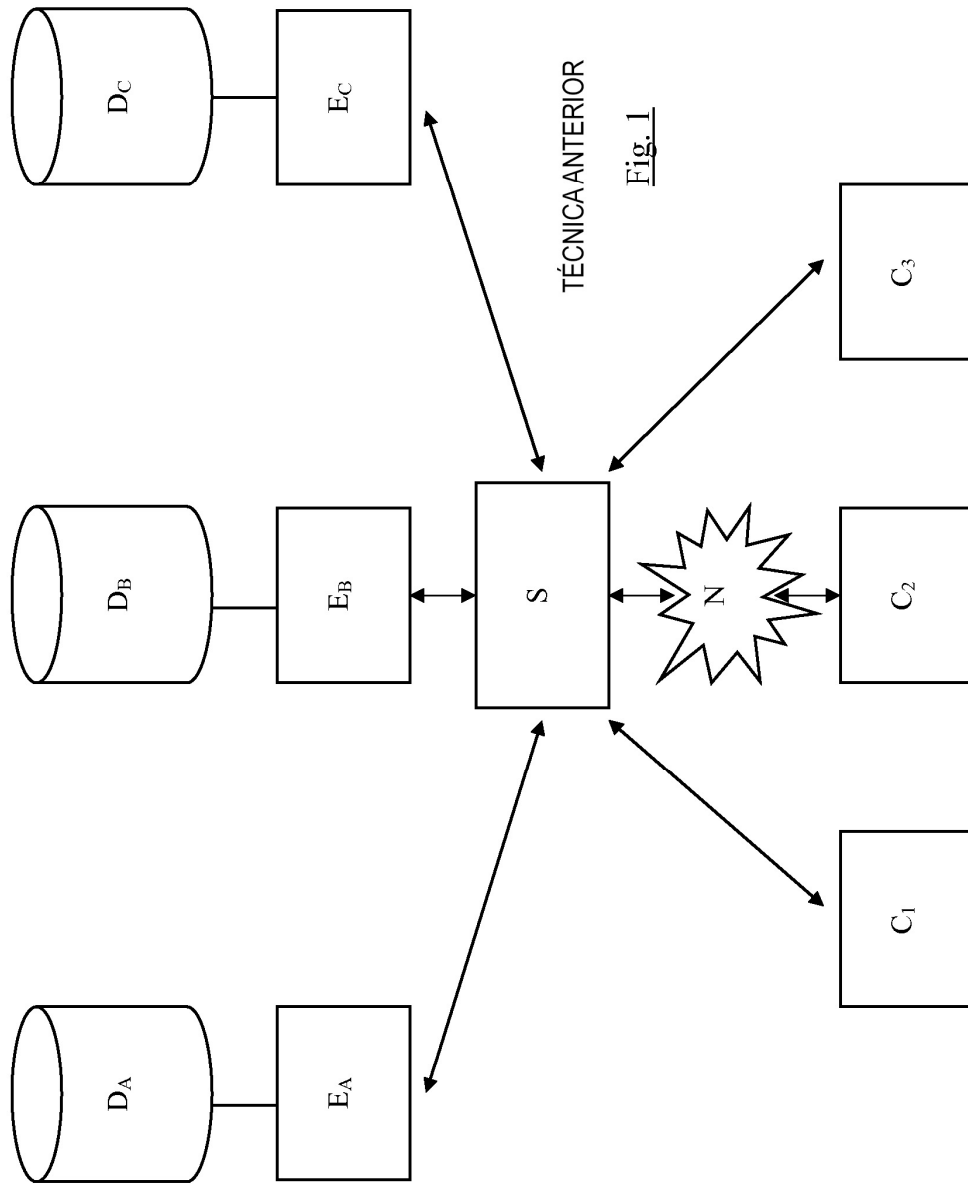 D_A
D_B
D_C
E_A
E_B
E_C
S
N
C_1
C_2
C_3
TÉCNICA ANTERIOR
Fig. 1